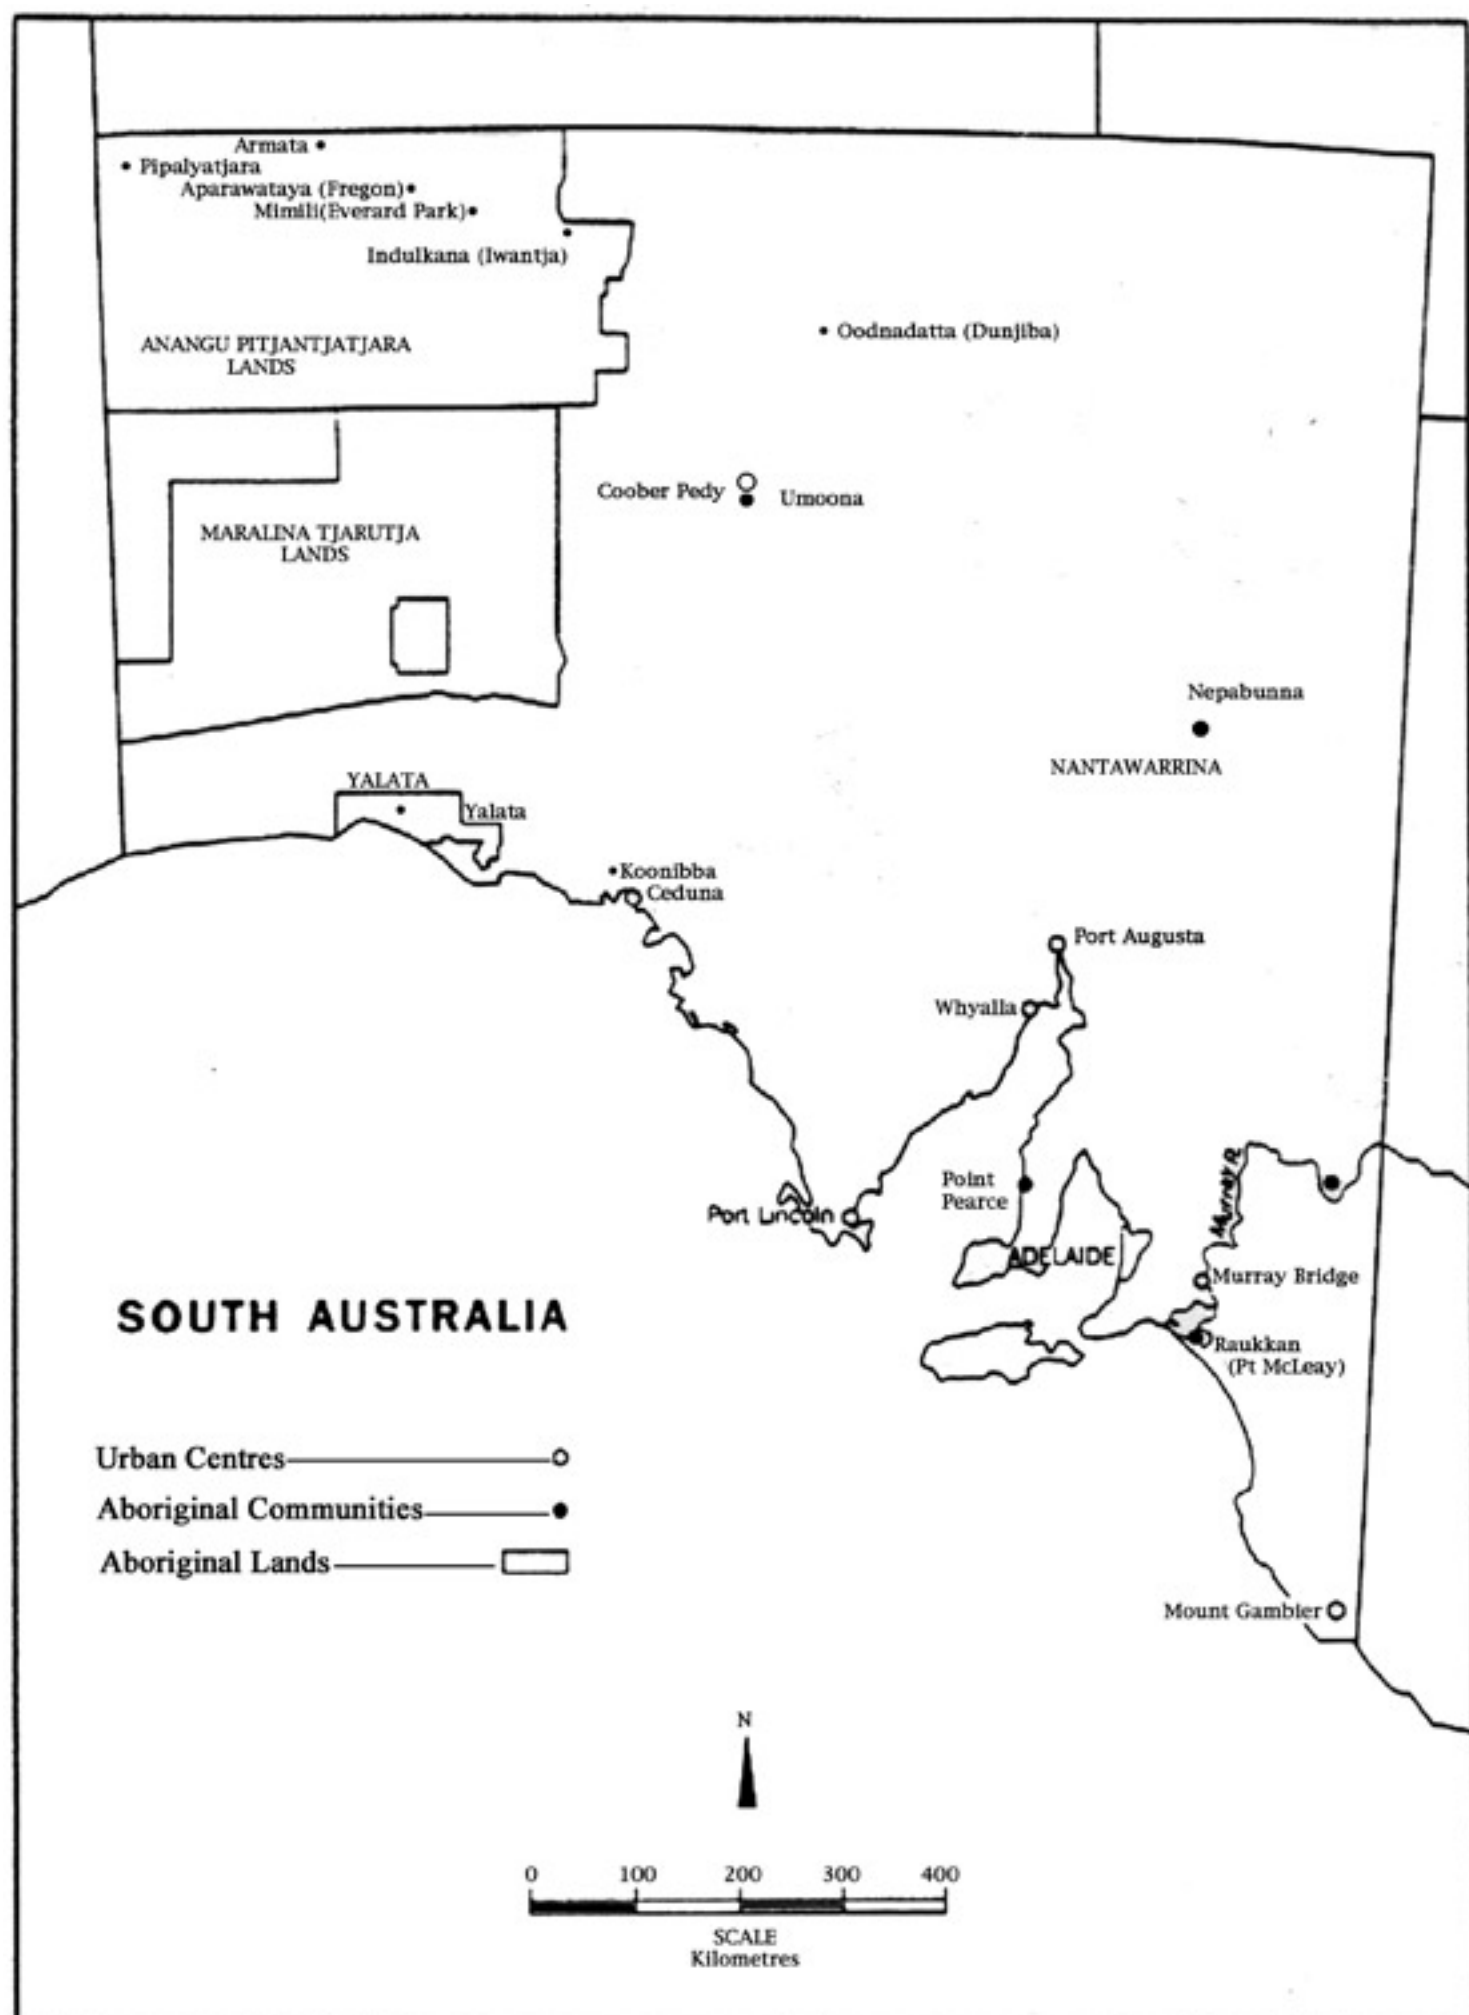 Armata
Pipalyatjara
Aparawataya (Fregon)
Mimili(Everard Park)
Indulkana (Iwantja)
ANANGU PITJANTJATJARA
LANDS
Oodnadatta (Dunjiba)
Coober Pedy
Umoona
MARALINA TJARUTJA
LANDS
Nepabunna
NANTAWARRINA
YALATA
Yalata
Koonibba
Ceduna
Port Augusta
Whyalla
Point
Pearce
Murray R.
Port Lincoln
ADELAIDE
Murray Bridge
Raukkan
(Pt McLeay)
SOUTH AUSTRALIA
Urban Centres
Aboriginal Communities
Aboriginal Lands
Mount Gambier
N
0 100 200 300 400
SCALE
Kilometres